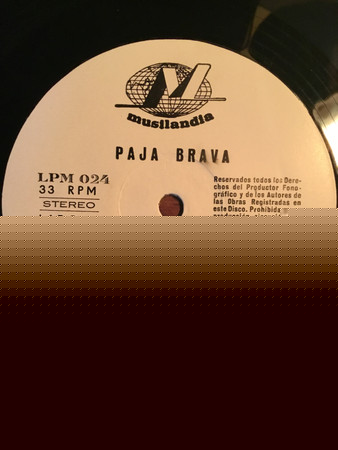 musilandia
PAJA BRAVA
LPM 024
33 RPM
STEREO
Reservados todos los Dere-
chos del Productor Fono-
gráfico y de los Autores de
las Obras Registradas en
este Disco. Prohibida